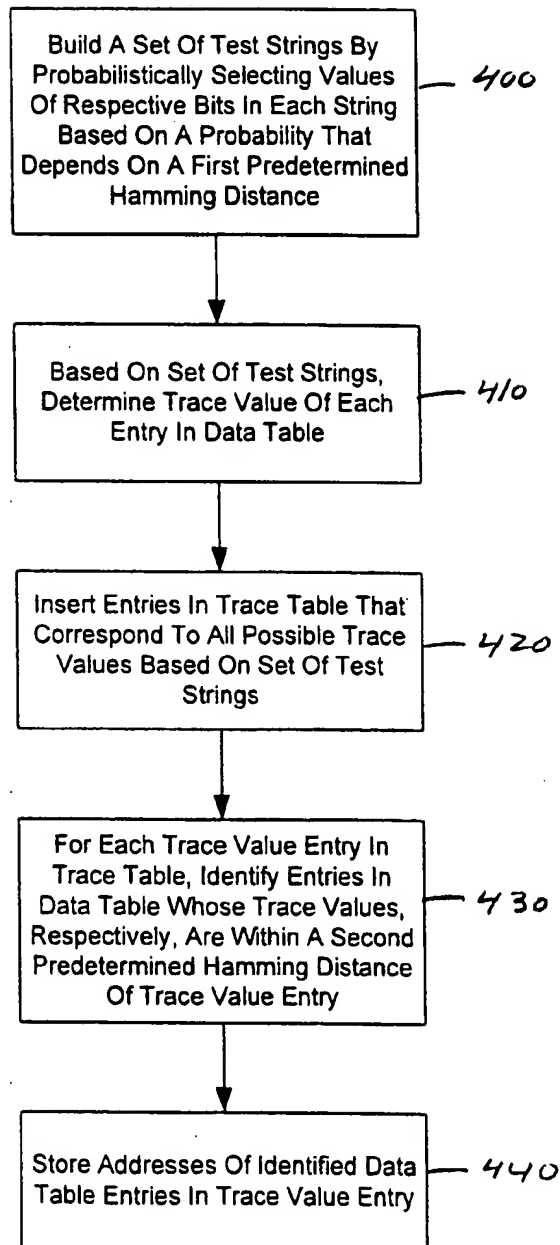 Build A Set Of Test Strings By
Probabilistically Selecting Values
Of Respective Bits In Each String
Based On A Probability That
Depends On A First Predetermined
Hamming Distance
400
Based On Set Of Test Strings,
Determine Trace Value Of Each
Entry In Data Table
410
Insert Entries In Trace Table That
Correspond To All Possible Trace
Values Based On Set Of Test
Strings
420
For Each Trace Value Entry In
Trace Table, Identify Entries In
Data Table Whose Trace Values,
Respectively, Are Within A Second
Predetermined Hamming Distance
Of Trace Value Entry
430
Store Addresses Of Identified Data
Table Entries In Trace Value Entry
440